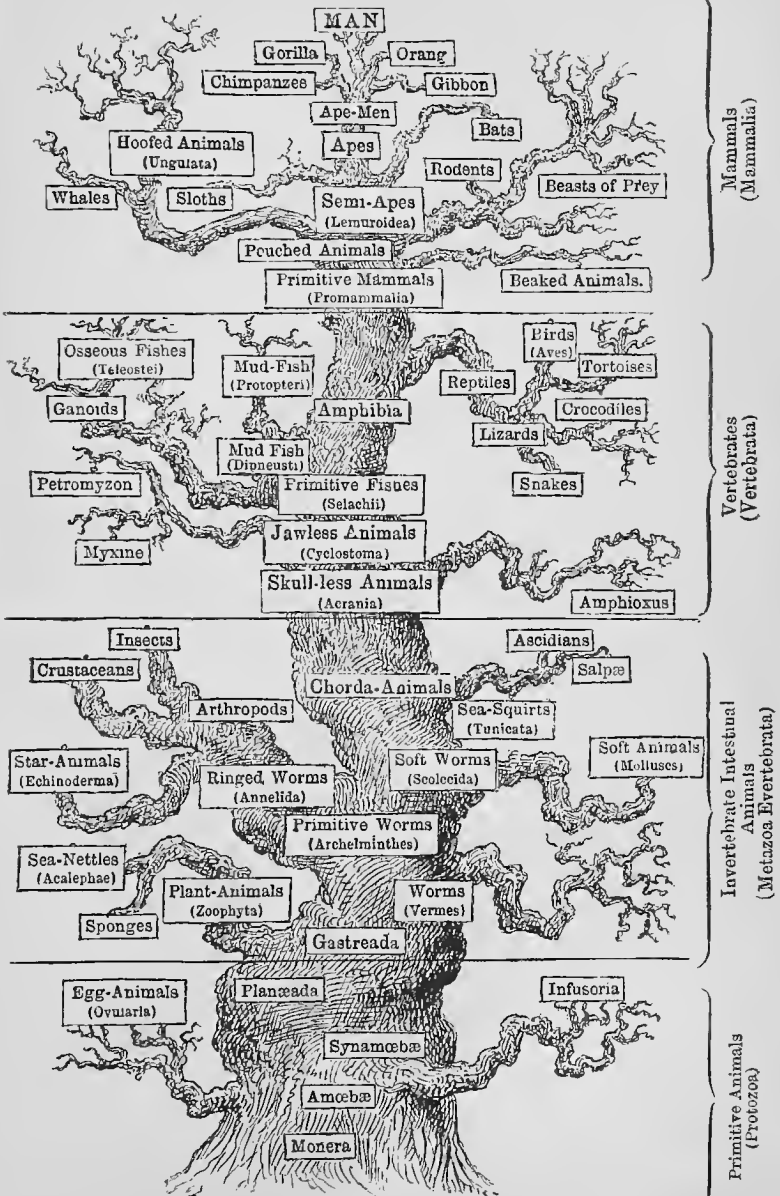 MAN
Gorilla
Orang
Chimpanzes
Gibbon
Ape-Men
Bats
Apes
Hoofed Animals
(Ungulata)
Rodents
Beasts of Prey
Whales
Sloths
Semi-Apes
(Lemuroidea)
Pouched Animals
Primitive Mammals
(Promammalia)
Beaked Animals.
Mammals
(Mammalia)
Osseous Fishes
(Teleostei)
Mud-Fish
(Protopteri)
Birds
(Aves)
Tortoises
Reptiles
Ganoids
Amphibia
Crocodiles
Lizards
Mud Fish
(Dipneusti)
Petromyzon
Primitive Fishes
(Selachii)
Snakes
Jawless Animals
(Cyclostoma)
Myxine
Skull-less Animals
(Acrania)
Amphioxus
Vertebrates
(Vertebrata)
Insects
Ascidians
Crustaceans
Salpæ
Chorda-Animals
Arthropods
Sea-Squirts
(Tunicata)
Star-Animals
(Echinoderma)
Ringed Worms
(Annelida)
Soft Worms
(Scolecida)
Soft Animals
(Molluscs)
Primitive Worms
(Archelminthes)
Sea-Nettles
(Acalephae)
Plant-Animals
(Zoophyta)
Worms
(Vermes)
Sponges
Gastreada
Invertebrate Intestinal
Animals
(Metazoa Evertebrata)
Egg-Animals
(Ovularia)
Planæada
Infusoria
Synamœbæ
Amœbæ
Monera
Primitive Animals
(Protozoa)